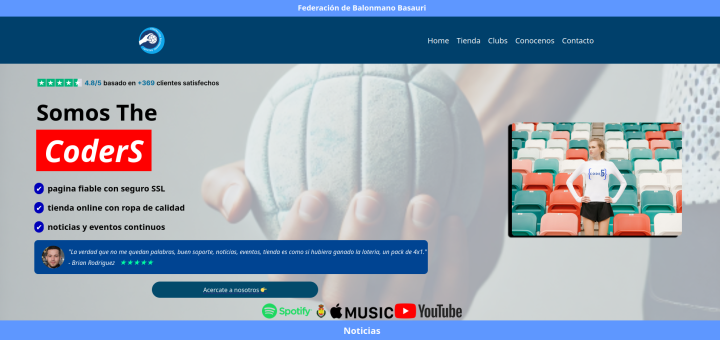 Federación de Balonmano Basauri
Home Tienda Clubs Conocenos Contacto
4.8/5 basado en +369 clientes satisfechos
Somos The
CoderS
pagina fiable con seguro SSL
tienda online con ropa de calidad
noticias y eventos continuos
"La verdad que no me quedan palabras, buen soporte, noticias, eventos, tienda es como si hubiera ganado la loteria, un pack de 4x1."
- Brian Rodriguez
Acercate a nosotros
Spotify MUSIC YouTube
Noticias